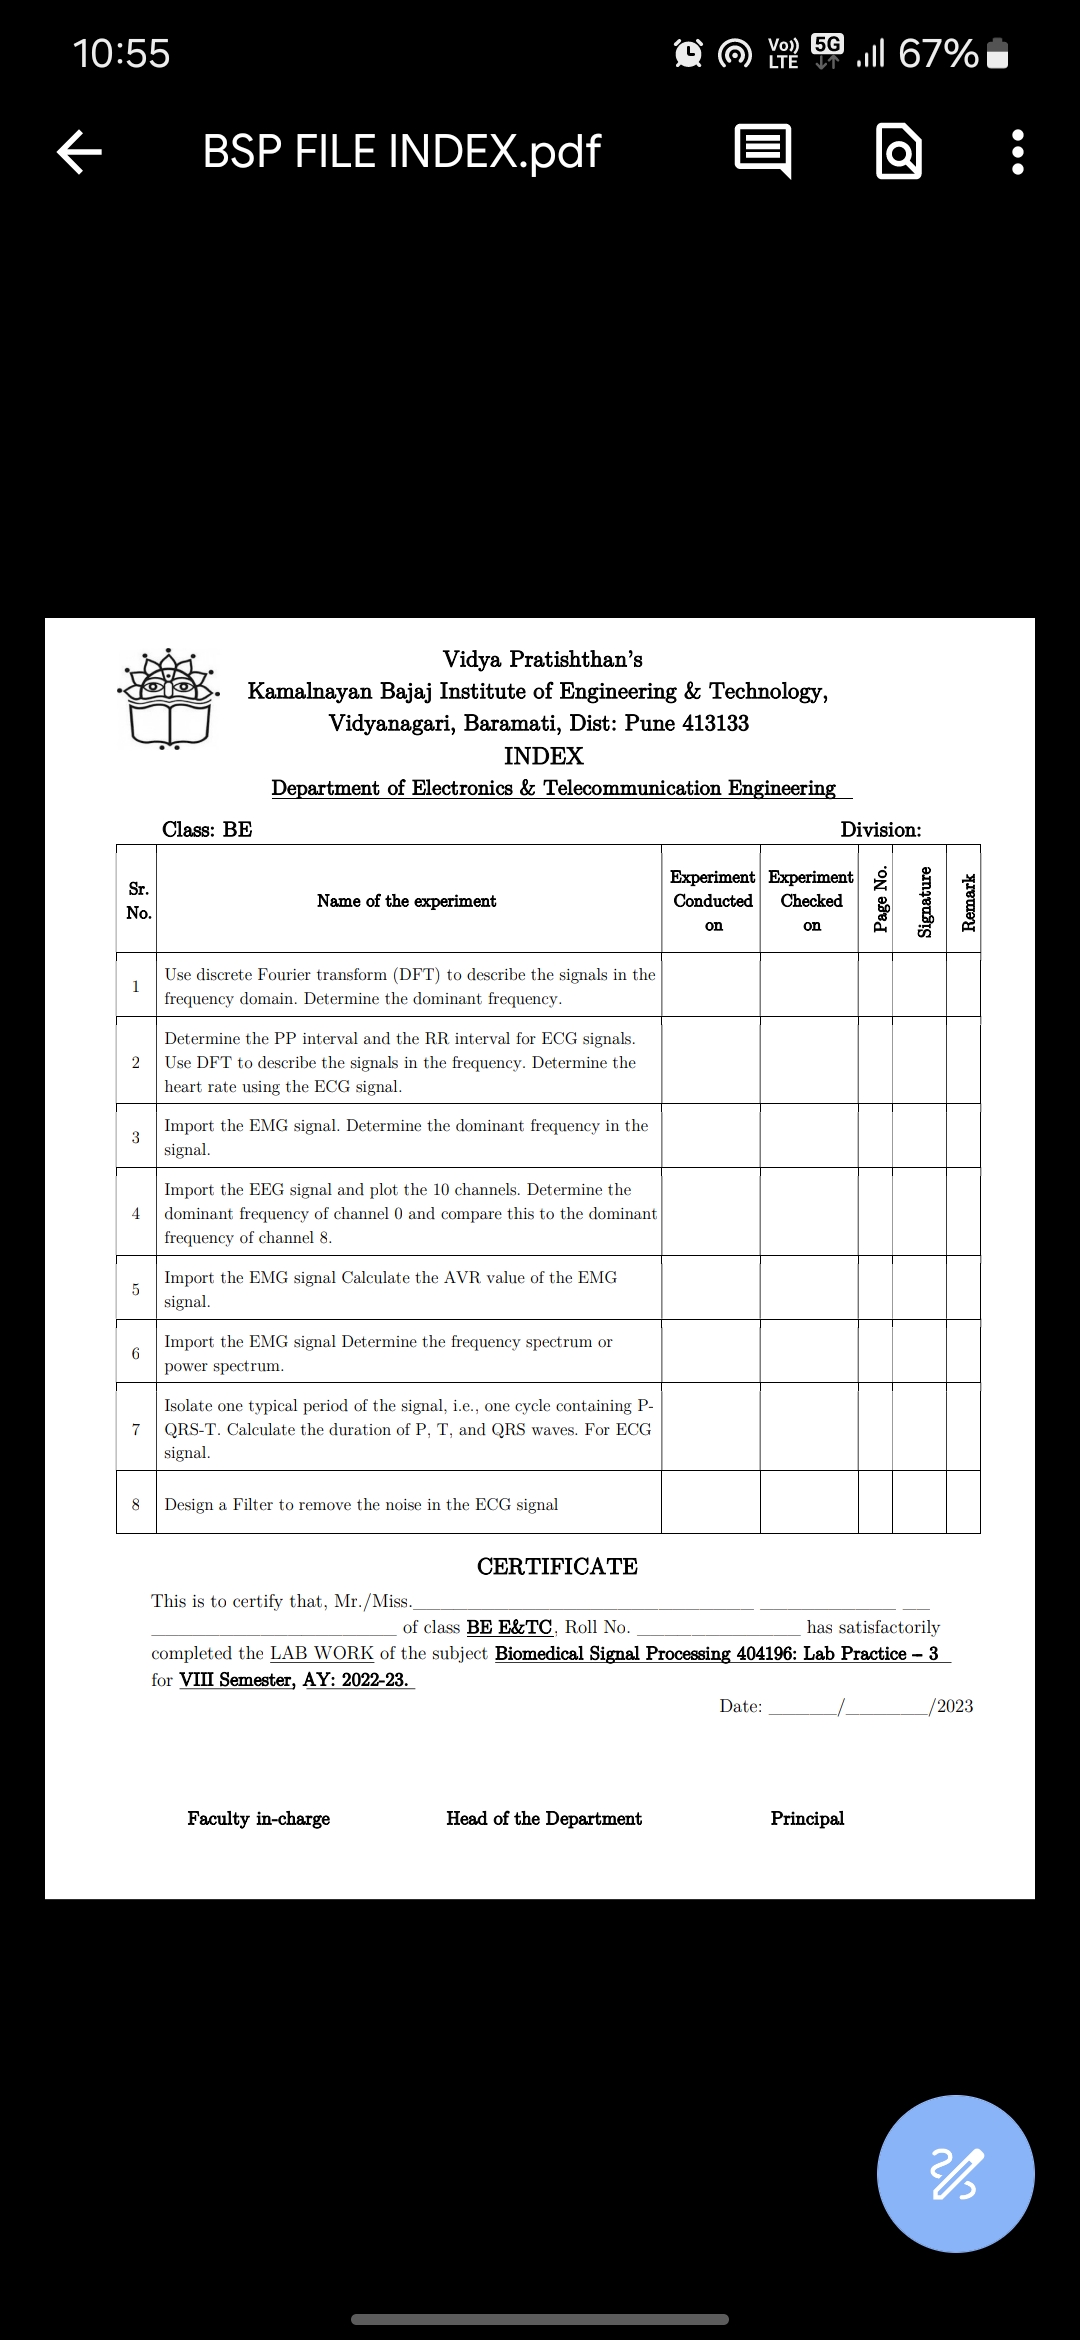 10:55
Vo)) LTE 5G 67%
BSP FILE INDEX.pdf
Vidya Pratishthan's
Kamalnayan Bajaj Institute of Engineering & Technology,
Vidyanagari, Baramati, Dist: Pune 413133
INDEX
Department of Electronics & Telecommunication Engineering
Class: BE Division:
Sr. No. Name of the experiment Experiment Conducted on Experiment Checked on Page No. Signature Remark
1 Use discrete Fourier transform (DFT) to describe the signals in the
frequency domain. Determine the dominant frequency.
2 Determine the PP interval and the RR interval for ECG signals.
Use DFT to describe the signals in the frequency. Determine the
heart rate using the ECG signal.
3 Import the EMG signal. Determine the dominant frequency in the
signal.
4 Import the EEG signal and plot the 10 channels. Determine the
dominant frequency of channel 0 and compare this to the dominant
frequency of channel 8.
5 Import the EMG signal Calculate the AVR value of the EMG
signal.
6 Import the EMG signal Determine the frequency spectrum or
power spectrum.
7 Isolate one typical period of the signal, i.e., one cycle containing P-
QRS-T. Calculate the duration of P, T, and QRS waves. For ECG
signal.
8 Design a Filter to remove the noise in the ECG signal
CERTIFICATE
This is to certify that, Mr./Miss.______________________ __________ __
__________________ of class BE E&TC, Roll No. ____________ has satisfactorily
completed the LAB WORK of the subject Biomedical Signal Processing 404196: Lab Practice – 3
for VIII Semester, AY: 2022-23.
Date: _____/______/2023
Faculty in-charge Head of the Department Principal